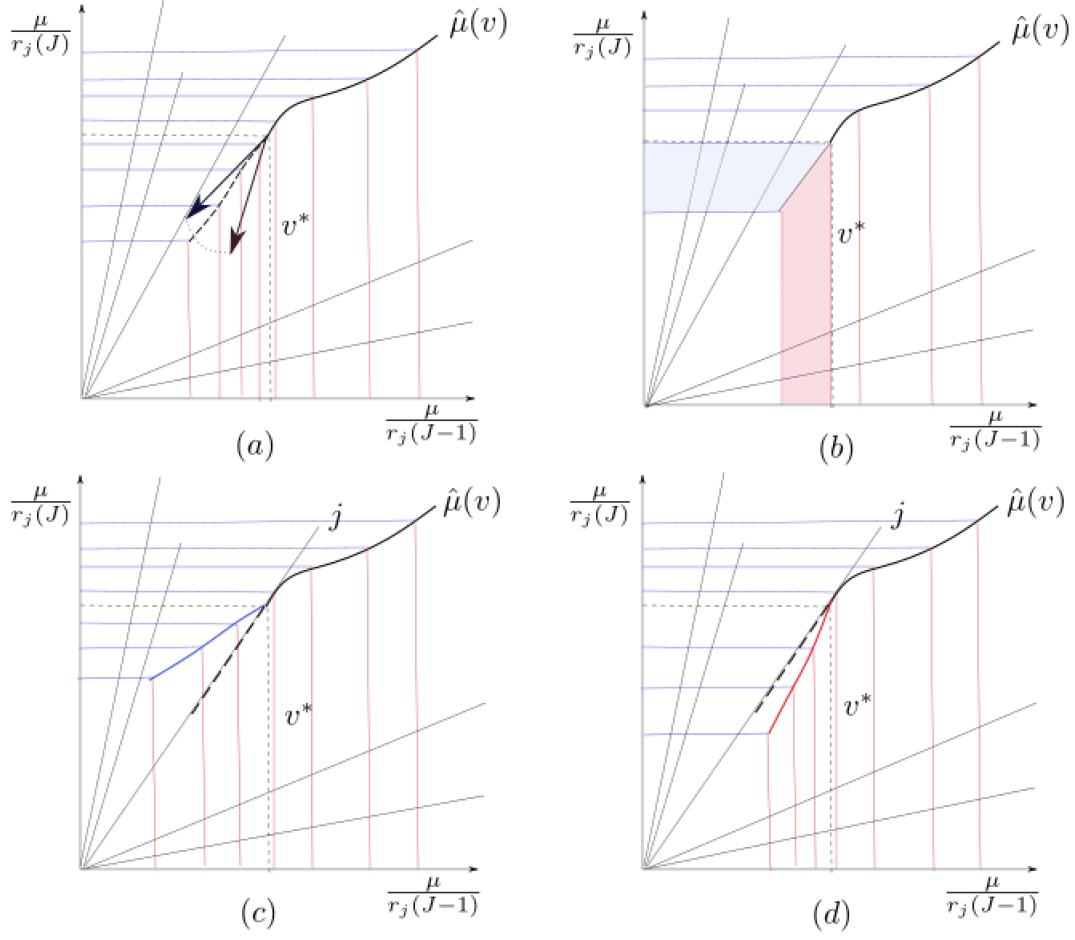 μ/r_j(J) μ̂(v) μ/r_j(J) μ̂(v)
v* v*
μ/r_j(J−1) μ/r_j(J−1)
(a) (b)
μ/r_j(J) j μ̂(v) μ/r_j(J) j μ̂(v)
v* v*
μ/r_j(J−1) μ/r_j(J−1)
(c) (d)